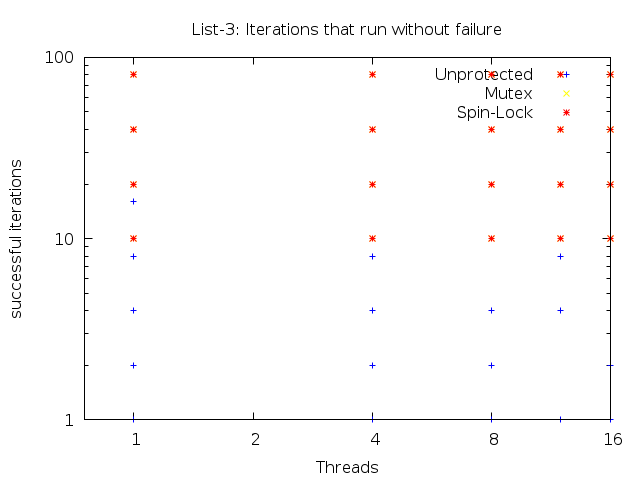 List-3: Iterations that run without failure
100
10
1
successful iterations
Unprotected
Mutex
Spin-Lock
1 2 4 8 16
Threads